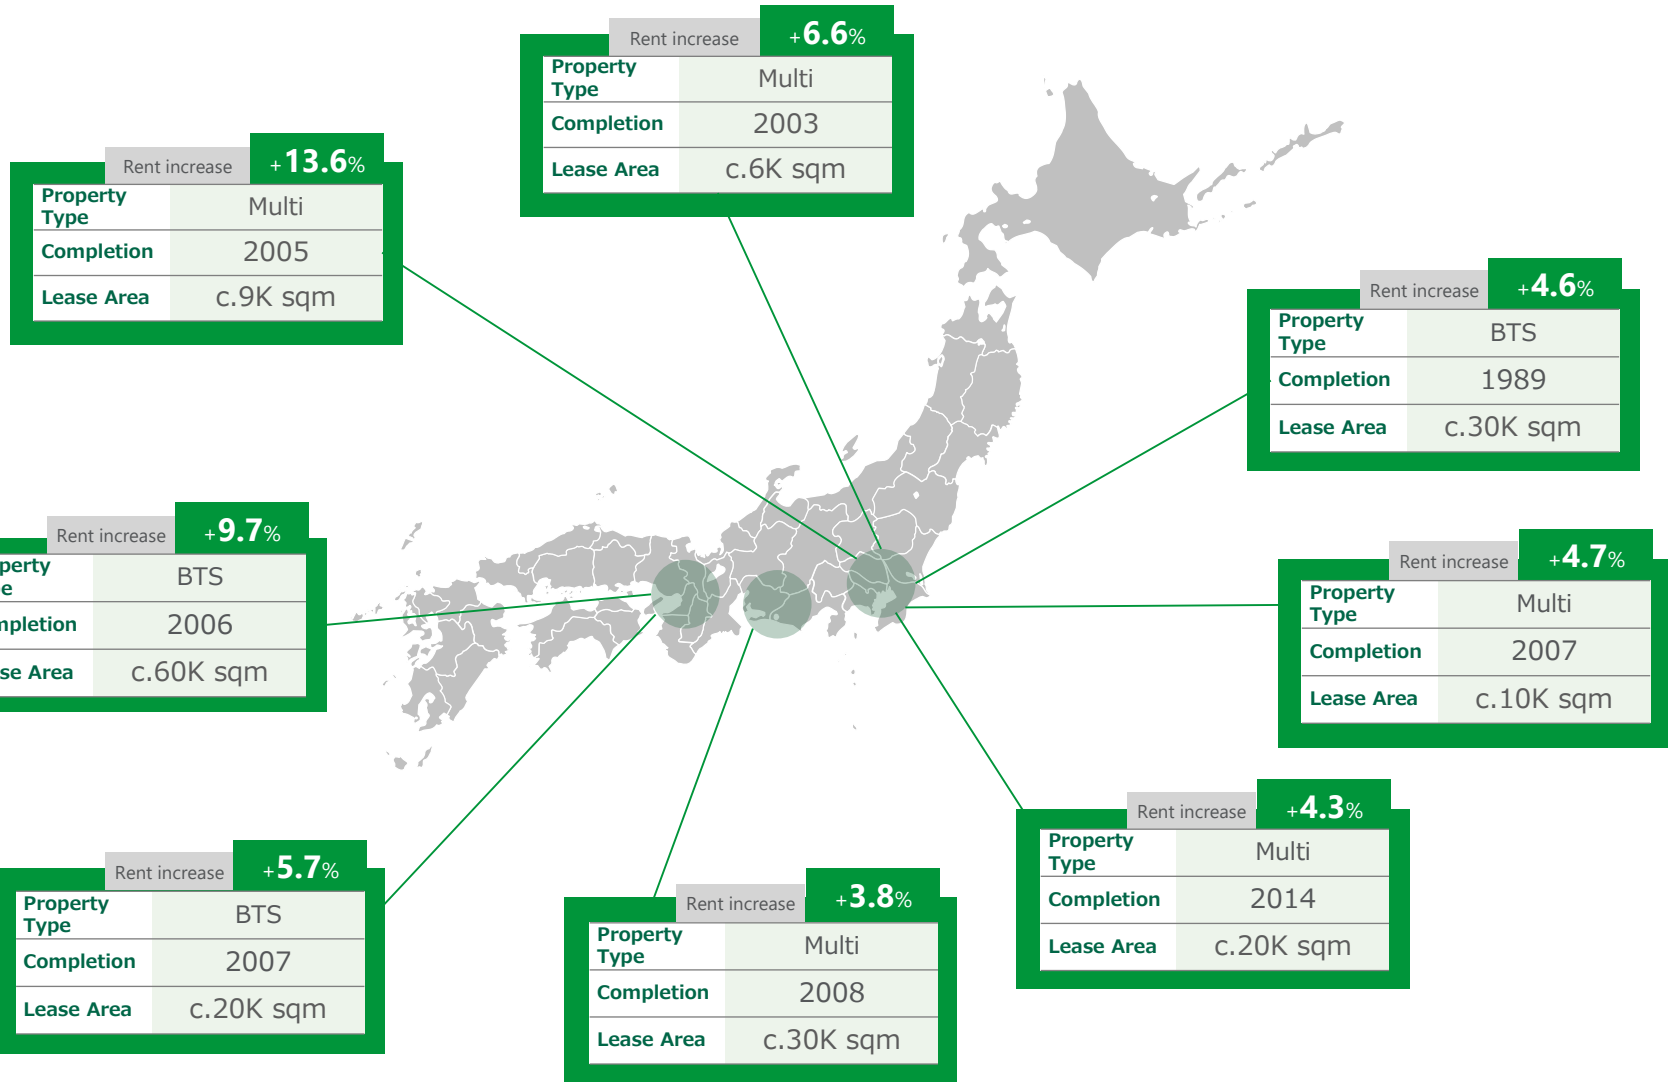 Rent increase +6.6%
Property
Type
Multi
Completion 2003
Lease Area c.6K sqm
Rent increase +13.6%
Property
Type
Multi
Completion 2005
Lease Area c.9K sqm
Rent increase +4.6%
Property
Type
BTS
Completion 1989
Lease Area c.30K sqm
Rent increase +9.7%
perty
e
BTS
mpletion 2006
se Area c.60K sqm
Rent increase +4.7%
Property
Type
Multi
Completion 2007
Lease Area c.10K sqm
Rent increase +4.3%
Property
Type
Multi
Completion 2014
Lease Area c.20K sqm
Rent increase +5.7%
Property
Type
BTS
Completion 2007
Lease Area c.20K sqm
Rent increase +3.8%
Property
Type
Multi
Completion 2008
Lease Area c.30K sqm